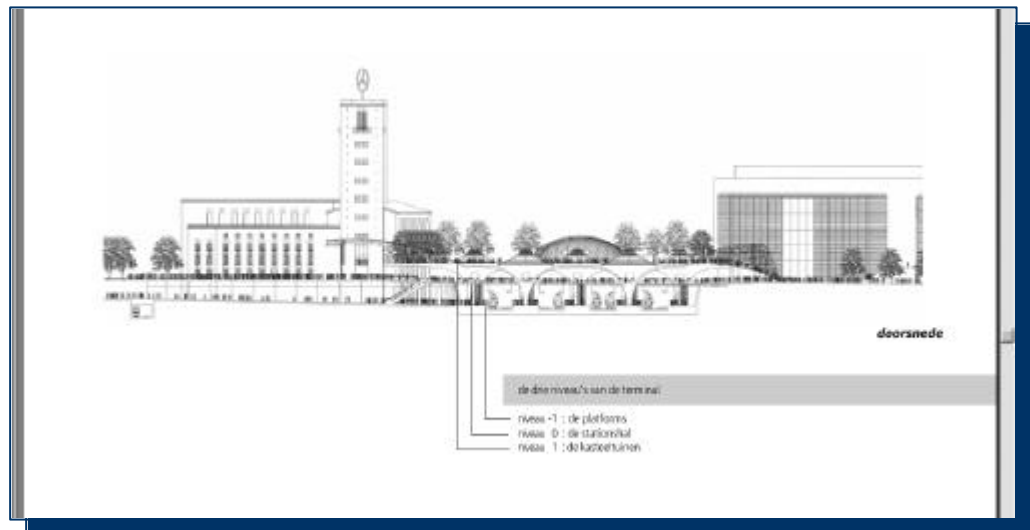 doorsnede
de drie niveau's van de terminal
niveau -1 : de platforms
niveau 0 : de stationshal
niveau 1 : de kasteeltuinen